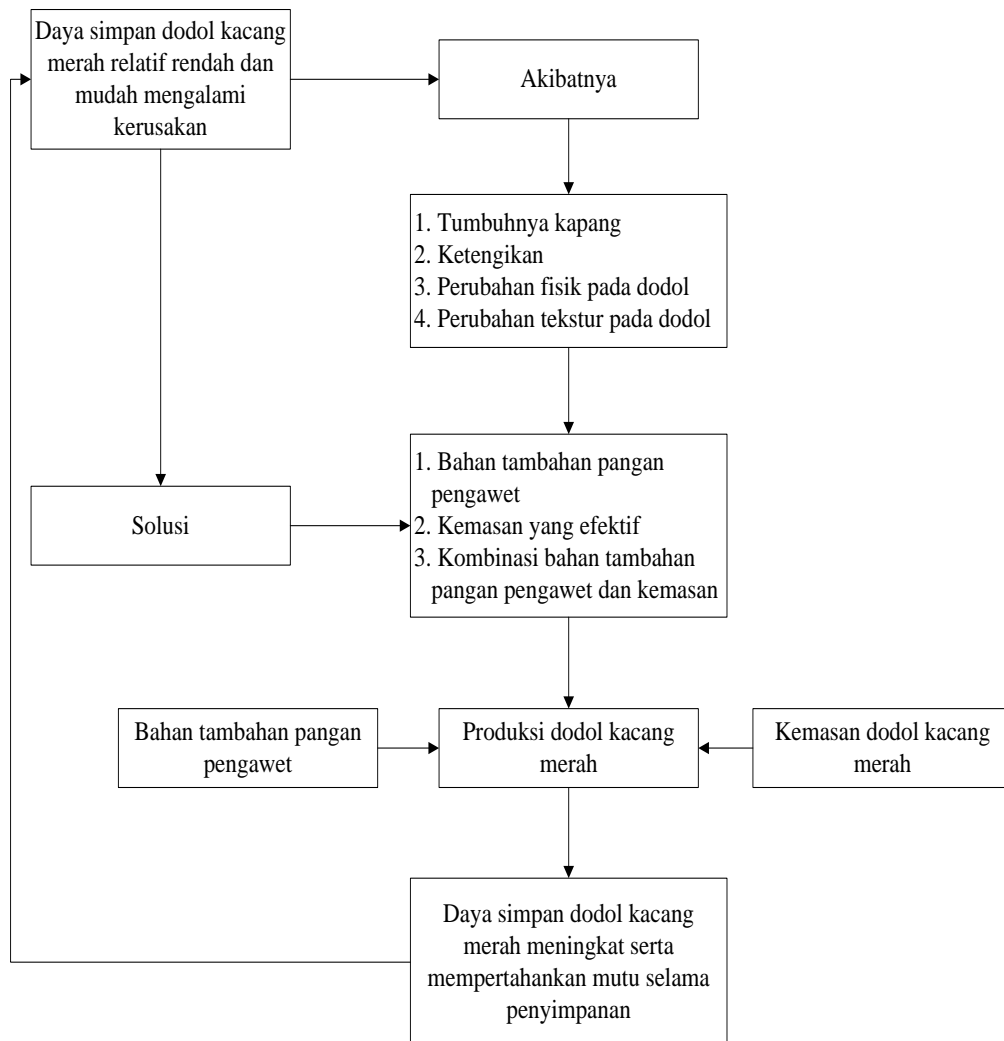 Daya simpan dodol kacang
merah relatif rendah dan
mudah mengalami
kerusakan
Akibatnya
1. Tumbuhnya kapang
2. Ketengikan
3. Perubahan fisik pada dodol
4. Perubahan tekstur pada dodol
Solusi
1. Bahan tambahan pangan
pengawet
2. Kemasan yang efektif
3. Kombinasi bahan tambahan
pangan pengawet dan kemasan
Bahan tambahan pangan
pengawet
Produksi dodol kacang
merah
Kemasan dodol kacang
merah
Daya simpan dodol kacang
merah meningkat serta
mempertahankan mutu selama
penyimpanan